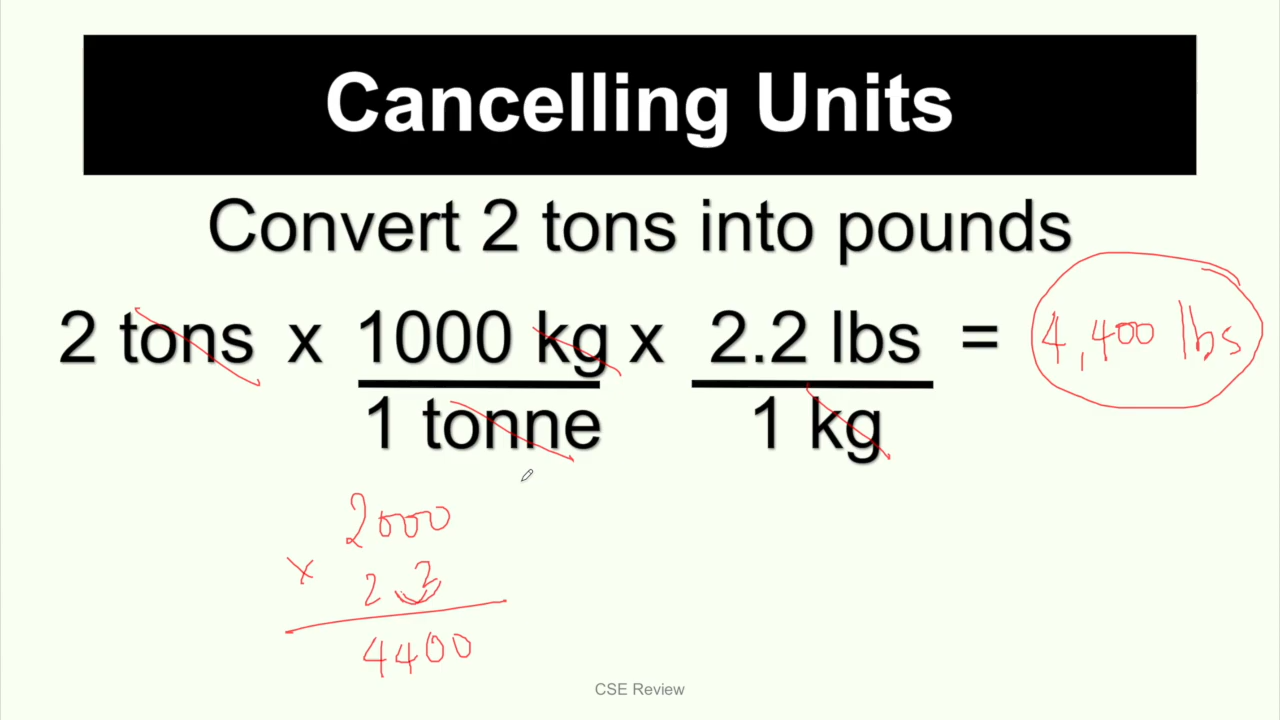 Cancelling Units
Convert 2 tons into pounds
2 tons x 1000 kg x 2.2 lbs = 4,400 lbs
1 tonne 1 kg
2000
x 2 2
4400
CSE Review